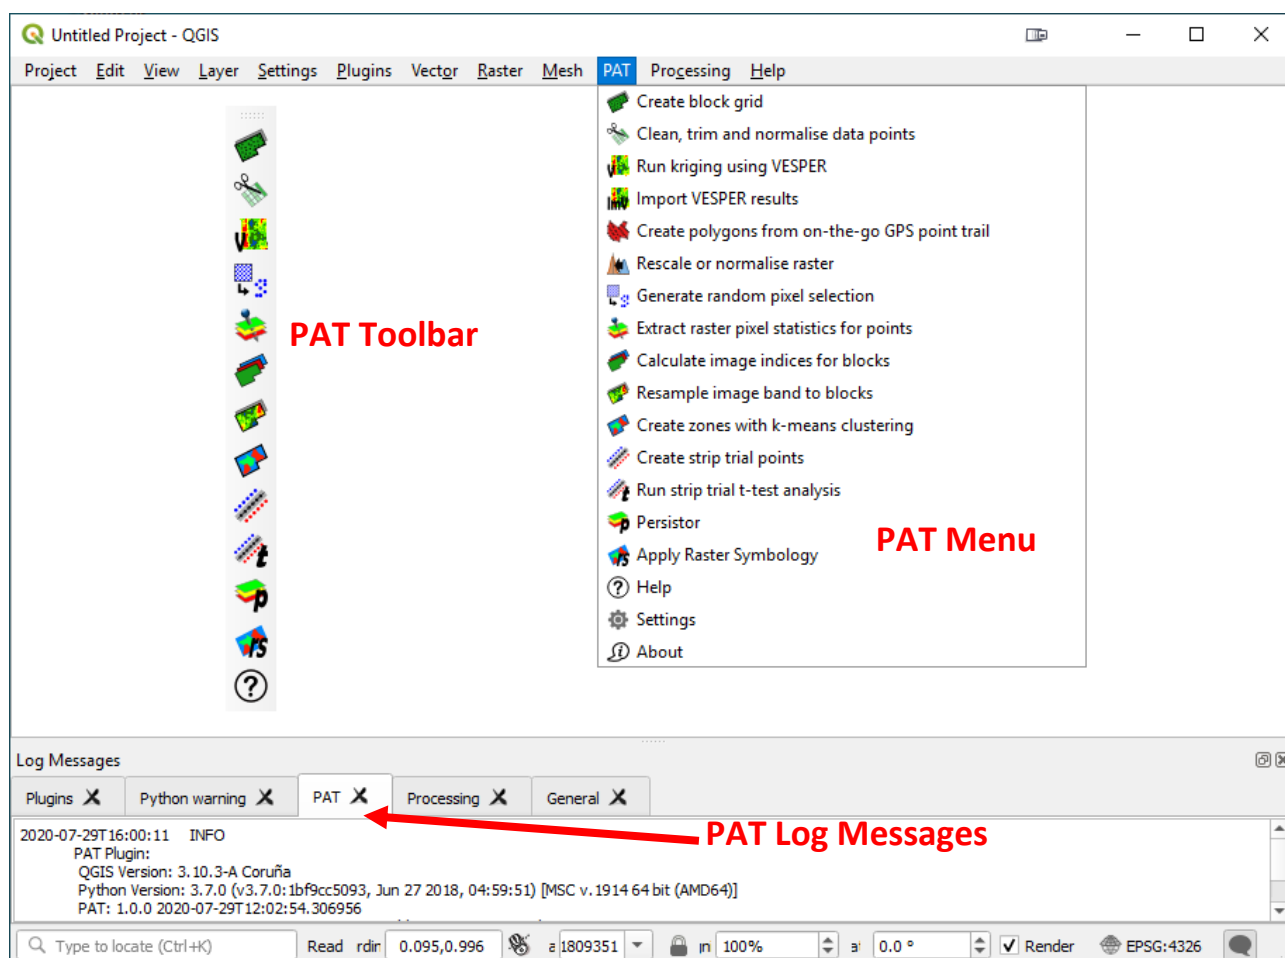 Untitled Project - QGIS
Project Edit View Layer Settings Plugins Vector Raster Mesh PAT Processing Help
Create block grid
Clean, trim and normalise data points
Run kriging using VESPER
Import VESPER results
Create polygons from on-the-go GPS point trail
Rescale or normalise raster
Generate random pixel selection
PAT Toolbar
Extract raster pixel statistics for points
Calculate image indices for blocks
Resample image band to blocks
Create zones with k-means clustering
Create strip trial points
Run strip trial t-test analysis
Persistor
PAT Menu
Apply Raster Symbology
Help
Settings
About
Log Messages
Plugins Python warning PAT Processing General
PAT Log Messages
2020-07-29T16:00:11 INFO
PAT Plugin:
QGIS Version: 3.10.3-A Coruña
Python Version: 3.7.0 (v3.7.0:1bf9cc5093, Jun 27 2018, 04:59:51) [MSC v.1914 64 bit (AMD64)]
PAT: 1.0.0 2020-07-29T12:02:54.306956
Type to locate (Ctrl+K) Read rdir 0.095,0.996 1809351 100% 0.0 ° Render EPSG:4326